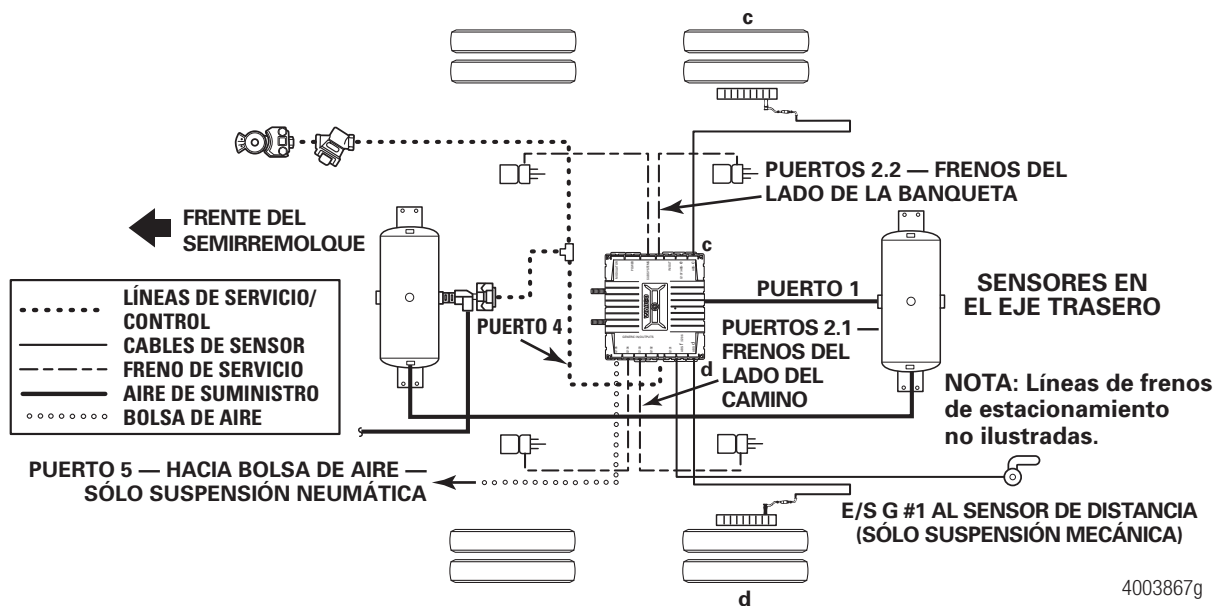 c
PUERTOS 2.2 — FRENOS DEL
LADO DE LA BANQUETA
FRENTE DEL
SEMIRREMOLQUE
c
PUERTO 1
SENSORES EN
EL EJE TRASERO
LÍNEAS DE SERVICIO/
CONTROL
CABLES DE SENSOR
FRENO DE SERVICIO
AIRE DE SUMINISTRO
BOLSA DE AIRE
PUERTO 4
PUERTOS 2.1 —
FRENOS DEL
LADO DEL
CAMINO
d
NOTA: Líneas de frenos
de estacionamiento
no ilustradas.
PUERTO 5 — HACIA BOLSA DE AIRE —
SÓLO SUSPENSIÓN NEUMÁTICA
E/S G #1 AL SENSOR DE DISTANCIA
(SÓLO SUSPENSIÓN MECÁNICA)
d
4003867g